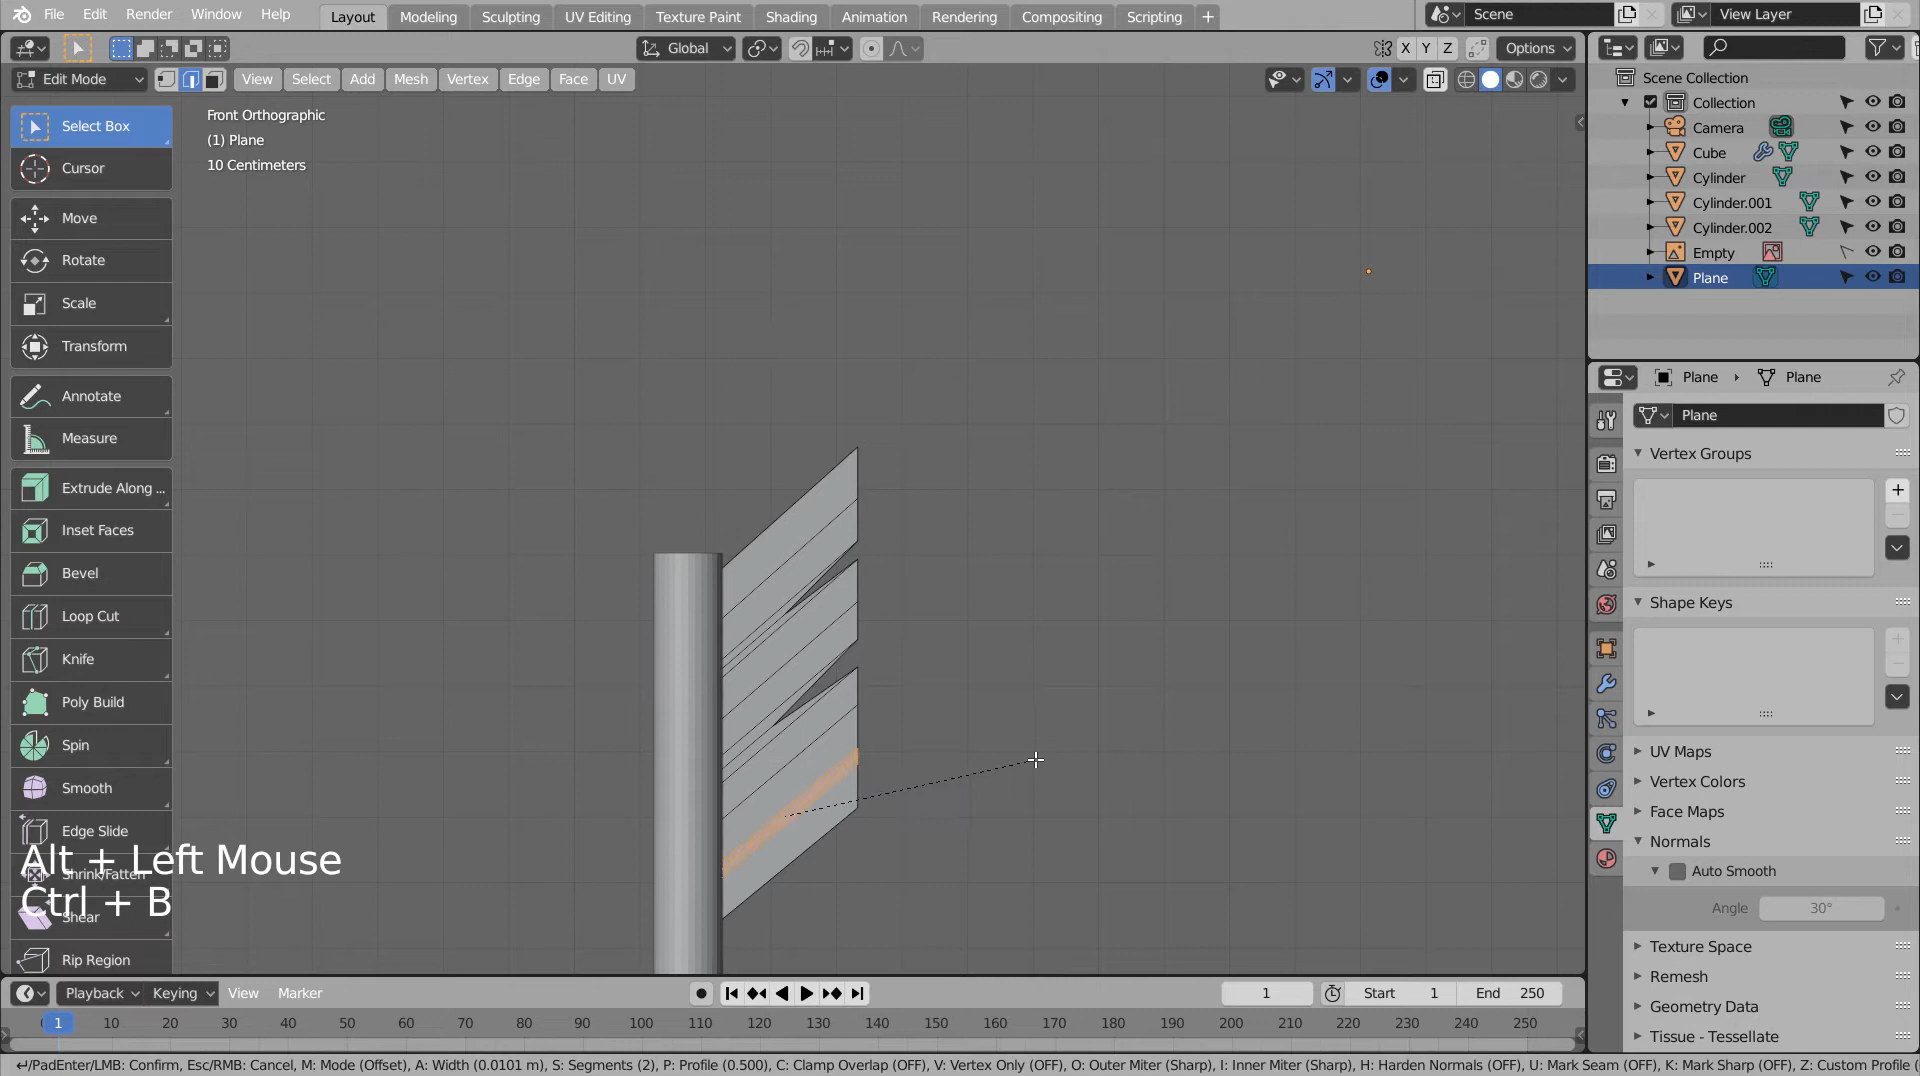 File Edit Render Window Help Layout Modeling Sculpting UV Editing Texture Paint Shading Animation Rendering Compositing Scripting + Scene View Layer
Global X Y Z Options
Edit Mode View Select Add Mesh Vertex Edge Face UV
Front Orthographic
(1) Plane
10 Centimeters
Select Box
Cursor
Move
Rotate
Scale
Transform
Annotate
Measure
Extrude Along ...
Inset Faces
Bevel
Loop Cut
Knife
Poly Build
Spin
Smooth
Edge Slide
Shrink/Fatten
Shear
Rip Region
Alt + Left Mouse
Ctrl + B
Scene Collection
Collection
Camera
Cube
Cylinder
Cylinder.001
Cylinder.002
Empty
Plane
Plane › Plane
Plane
Vertex Groups
Shape Keys
UV Maps
Vertex Colors
Face Maps
Normals
Auto Smooth
Angle 30°
Texture Space
Remesh
Geometry Data
Tissue - Tessellate
Playback Keying View Marker 1 Start 1 End 250
1 10 20 30 40 50 60 70 80 90 100 110 120 130 140 150 160 170 180 190 200 210 220 230 240 250
↵/PadEnter/LMB: Confirm, Esc/RMB: Cancel, M: Mode (Offset), A: Width (0.0101 m), S: Segments (2), P: Profile (0.500), C: Clamp Overlap (OFF), V: Vertex Only (OFF), O: Outer Miter (Sharp), I: Inner Miter (Sharp), H: Harden Normals (OFF), U: Mark Seam (OFF), K: Mark Sharp (OFF), Z: Custom Profile (